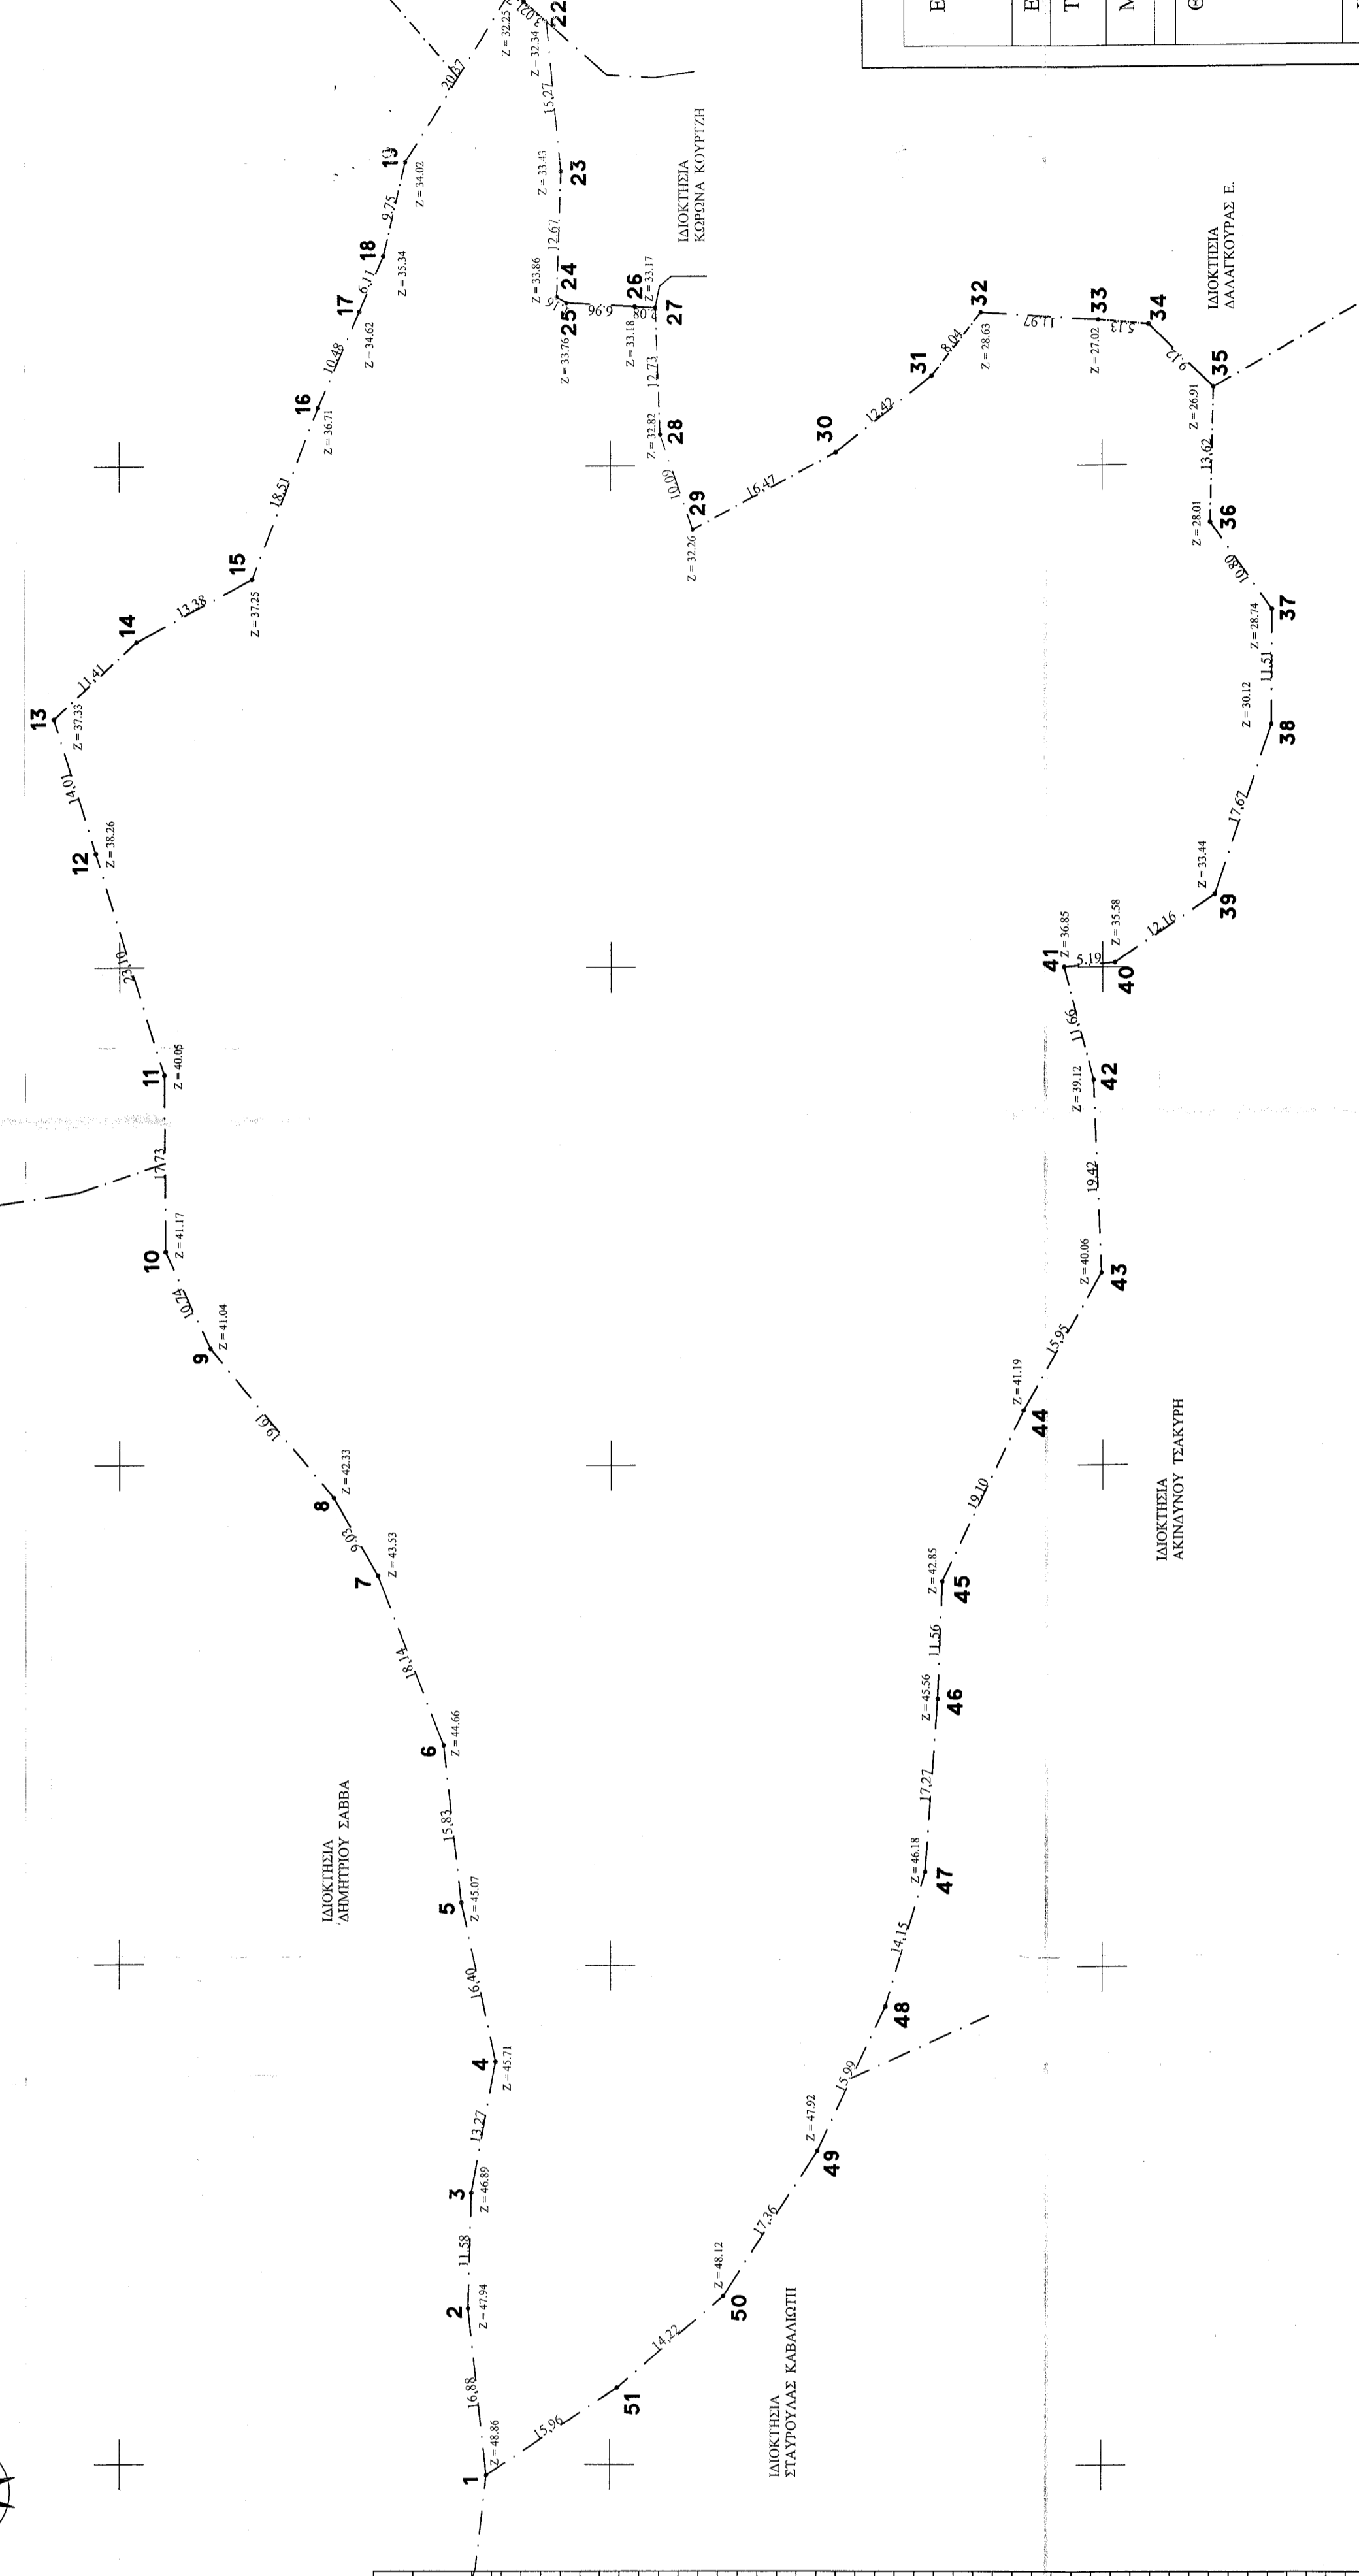 1
Z = 48.86
16,88
2
Z = 47.94
11.58
3
Z = 46.89
13.27
4
Z = 45.71
16,40
5
Z = 45.07
15,83
6
Z = 44.66
18,14
7
Z = 43.53
9.03
8
Z = 42.33
19.61
9
Z = 41.04
10.24
10
Z = 41.17
17.73
11
Z = 40.05
23.10
12
Z = 38.26
14,01
13
Z = 37.33
11.41
14
13.38
15
Z = 37.25
18.51
16
Z = 36.71
10.48
17
Z = 34.62
6.11
18
Z = 35.34
9.75
19
Z = 34.02
20.37
Z = 32.25
3.021
22
Z = 32.34
15,27
23
Z = 33.43
12.67
24
Z = 33.86
25
Z = 33.76
6.96
26
Z = 33.18
27
Z = 33.17
12.73
28
Z = 32.82
10.09
29
Z = 32.26
16,47
30
12.42
31
8.04
32
Z = 28.63
11.97
33
Z = 27.02
5.13
34
9.12
35
Z = 26.91
13,62
36
Z = 28.01
10.80
37
Z = 28.74
11.51
38
Z = 30.12
17,67
39
Z = 33.44
12.16
40
Z = 35.58
5.19
41
Z = 36.85
11,66
42
Z = 39.12
19.42
43
Z = 40.06
15,95
44
Z = 41.19
19.10
45
Z = 42.85
11.56
46
Z = 45.56
17,27
47
Z = 46.18
14,15
48
15,99
49
Z = 47.92
17,36
50
Z = 48.12
14,22
51
15,96
ΙΔΙΟΚΤΗΣΙΑ
ΔΗΜΗΤΡΙΟΥ ΣΑΒΒΑ
ΙΔΙΟΚΤΗΣΙΑ
ΚΩΡΩΝΑ ΚΟΥΡΤΖΗ
ΙΔΙΟΚΤΗΣΙΑ
ΔΑΛΑΓΚΟΥΡΑΣ Ε.
ΙΔΙΟΚΤΗΣΙΑ
ΑΚΙΝΔΥΝΟΥ ΤΣΑΚΥΡΗ
ΙΔΙΟΚΤΗΣΙΑ
ΣΤΑΥΡΟΥΛΑΣ ΚΑΒΑΛΙΩΤΗ
Ε
Ε
Τ
Μ
Θ